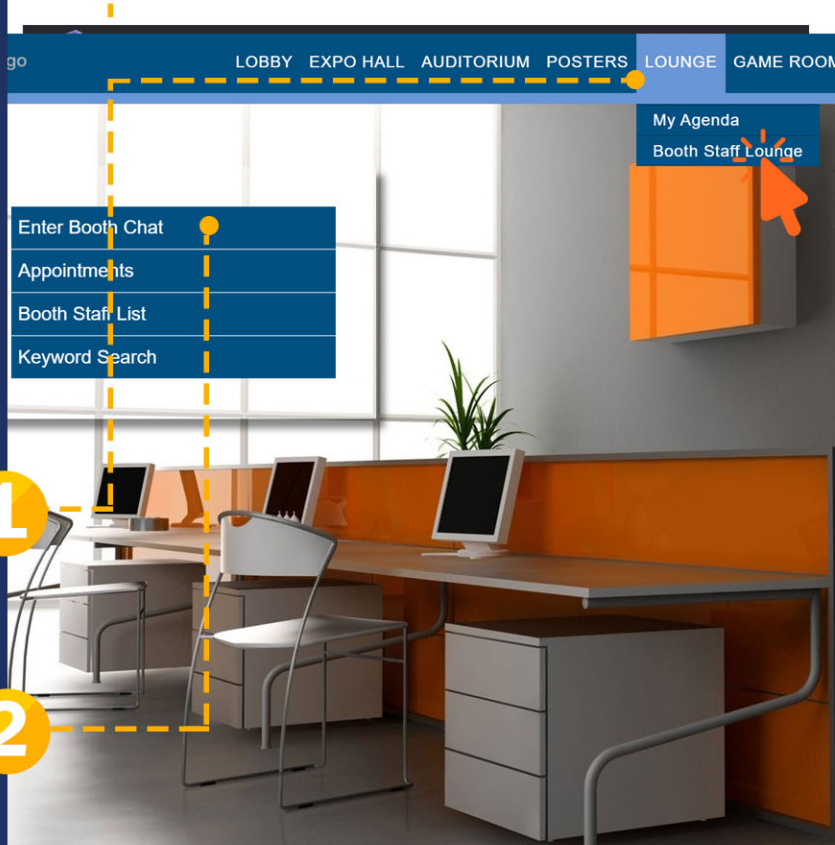 go
LOBBY EXPO HALL AUDITORIUM POSTERS LOUNGE GAME ROOM
My Agenda
Booth Staff Lounge
Enter Booth Chat
Appointments
Booth Staff List
Keyword Search
1
2